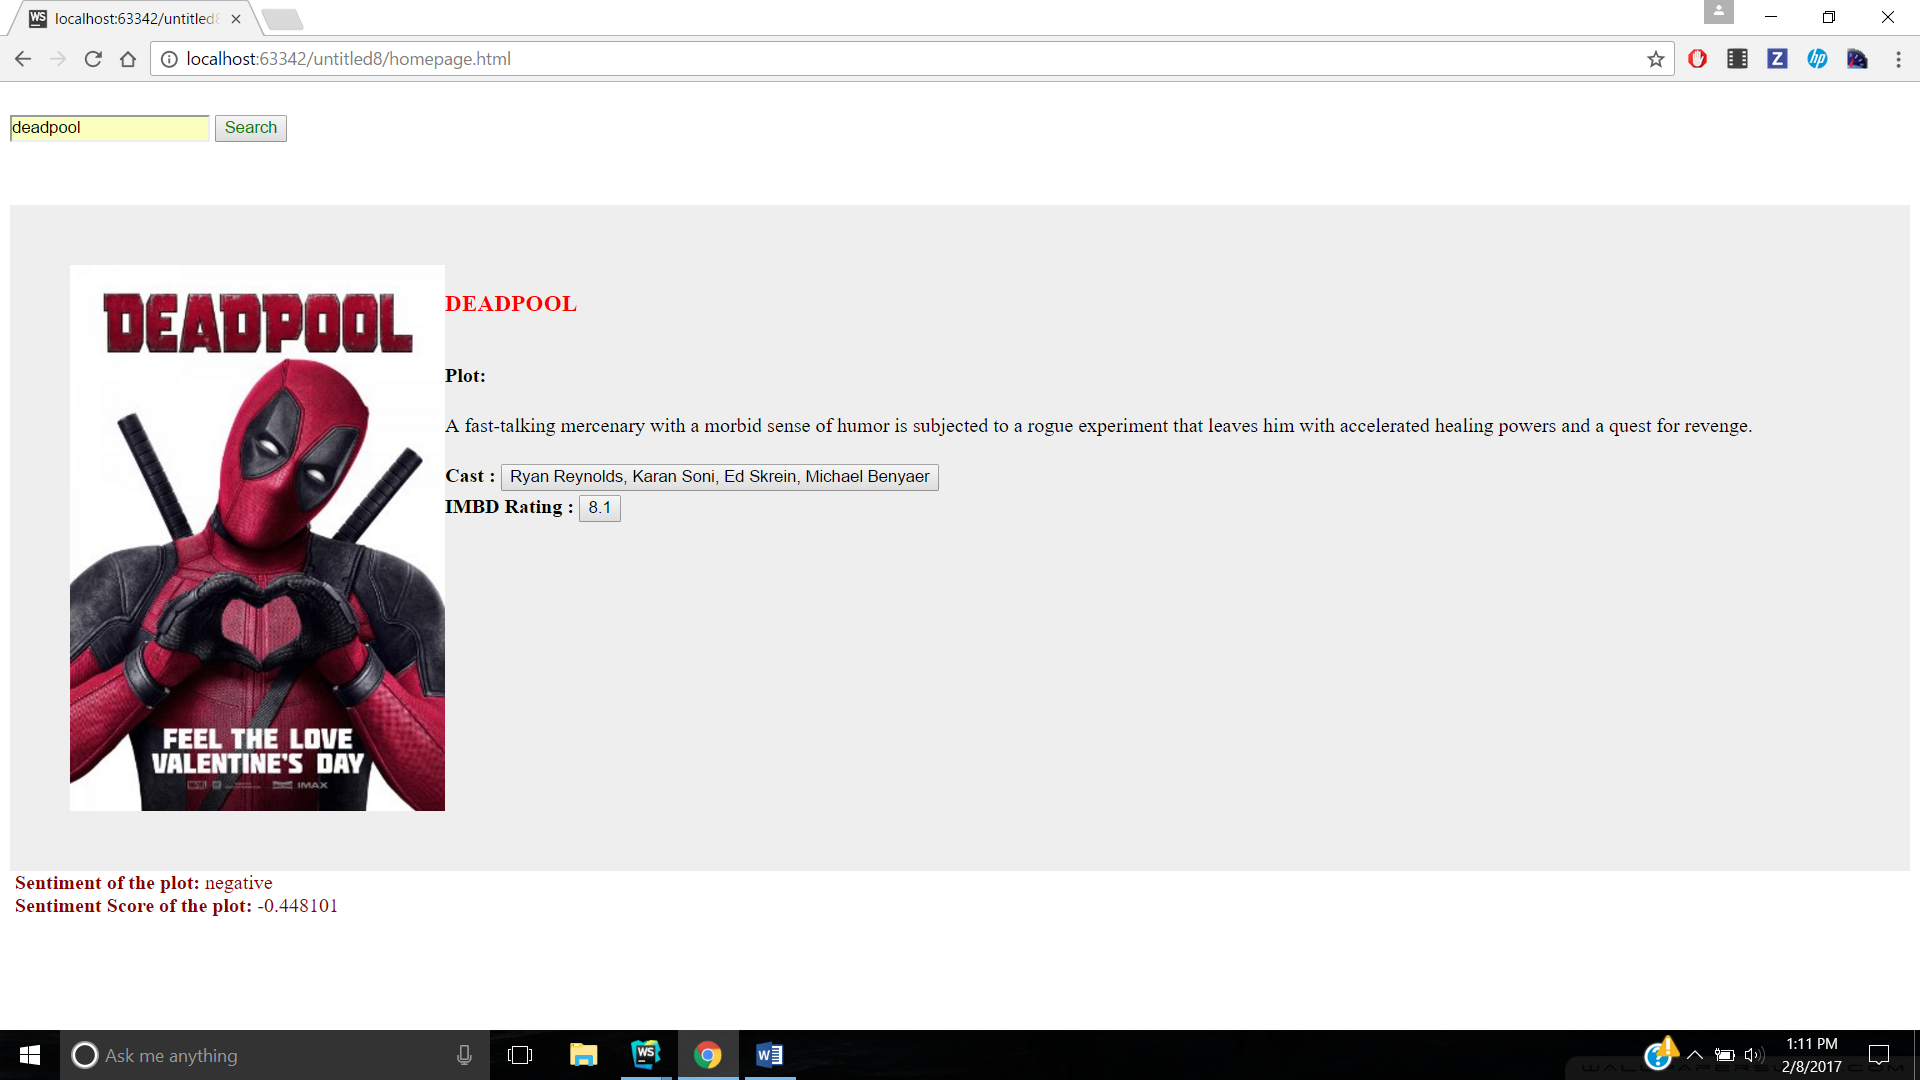 WS localhost:63342/untitled8
localhost:63342/untitled8/homepage.html
Z hp
deadpool Search
DEADPOOL
FEEL THE LOVE
VALENTINE'S DAY
IMAX
DEADPOOL
Plot:
A fast-talking mercenary with a morbid sense of humor is subjected to a rogue experiment that leaves him with accelerated healing powers and a quest for revenge.
Cast : Ryan Reynolds, Karan Soni, Ed Skrein, Michael Benyaer
IMBD Rating : 8.1
Sentiment of the plot: negative
Sentiment Score of the plot: -0.448101
Ask me anything
WS
W
1:11 PM
2/8/2017